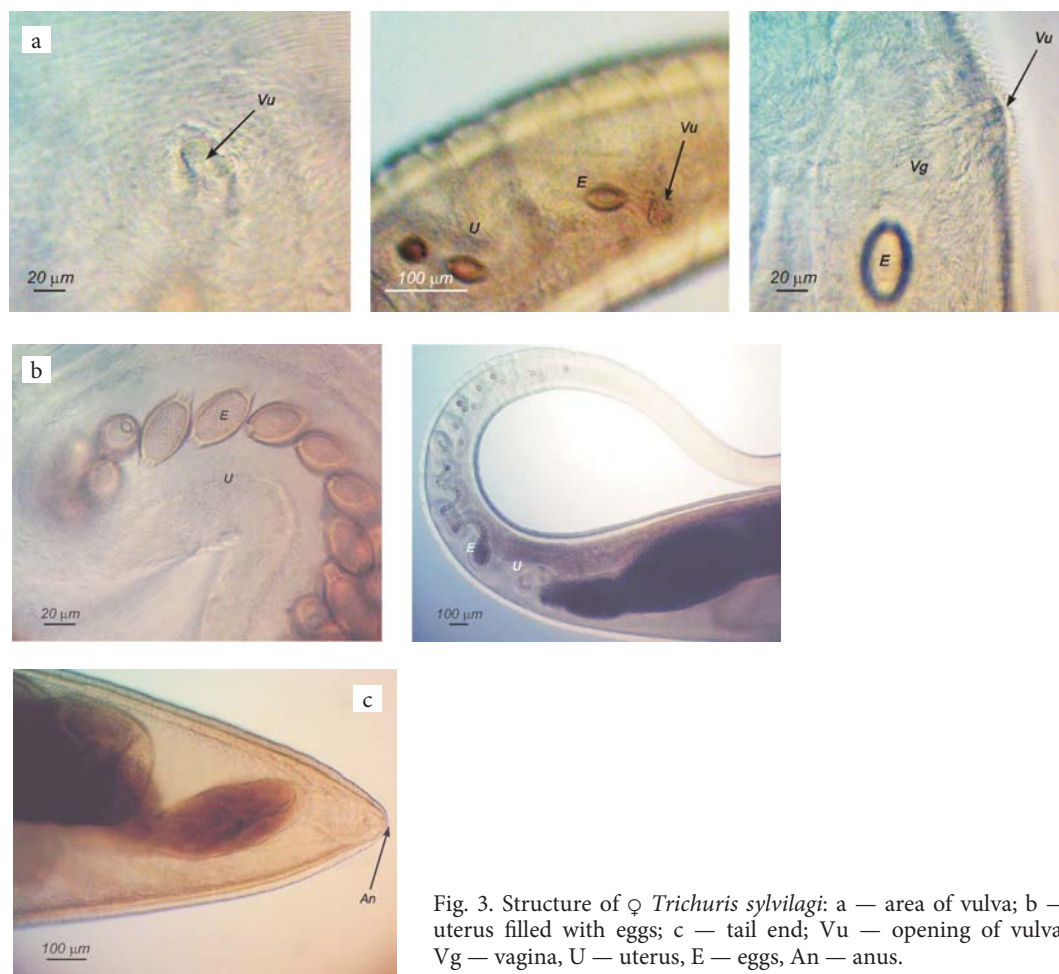 a
Vu
20 µm
Vu
E
U
100 µm
Vu
Vg
E
20 µm
b
E
U
20 µm
E
U
100 µm
c
An
100 µm
Fig. 3. Structure of ♀ Trichuris sylvilagi: a — area of vulva; b —
uterus filled with eggs; c — tail end; Vu — opening of vulva
Vg — vagina, U — uterus, E — eggs, An — anus.